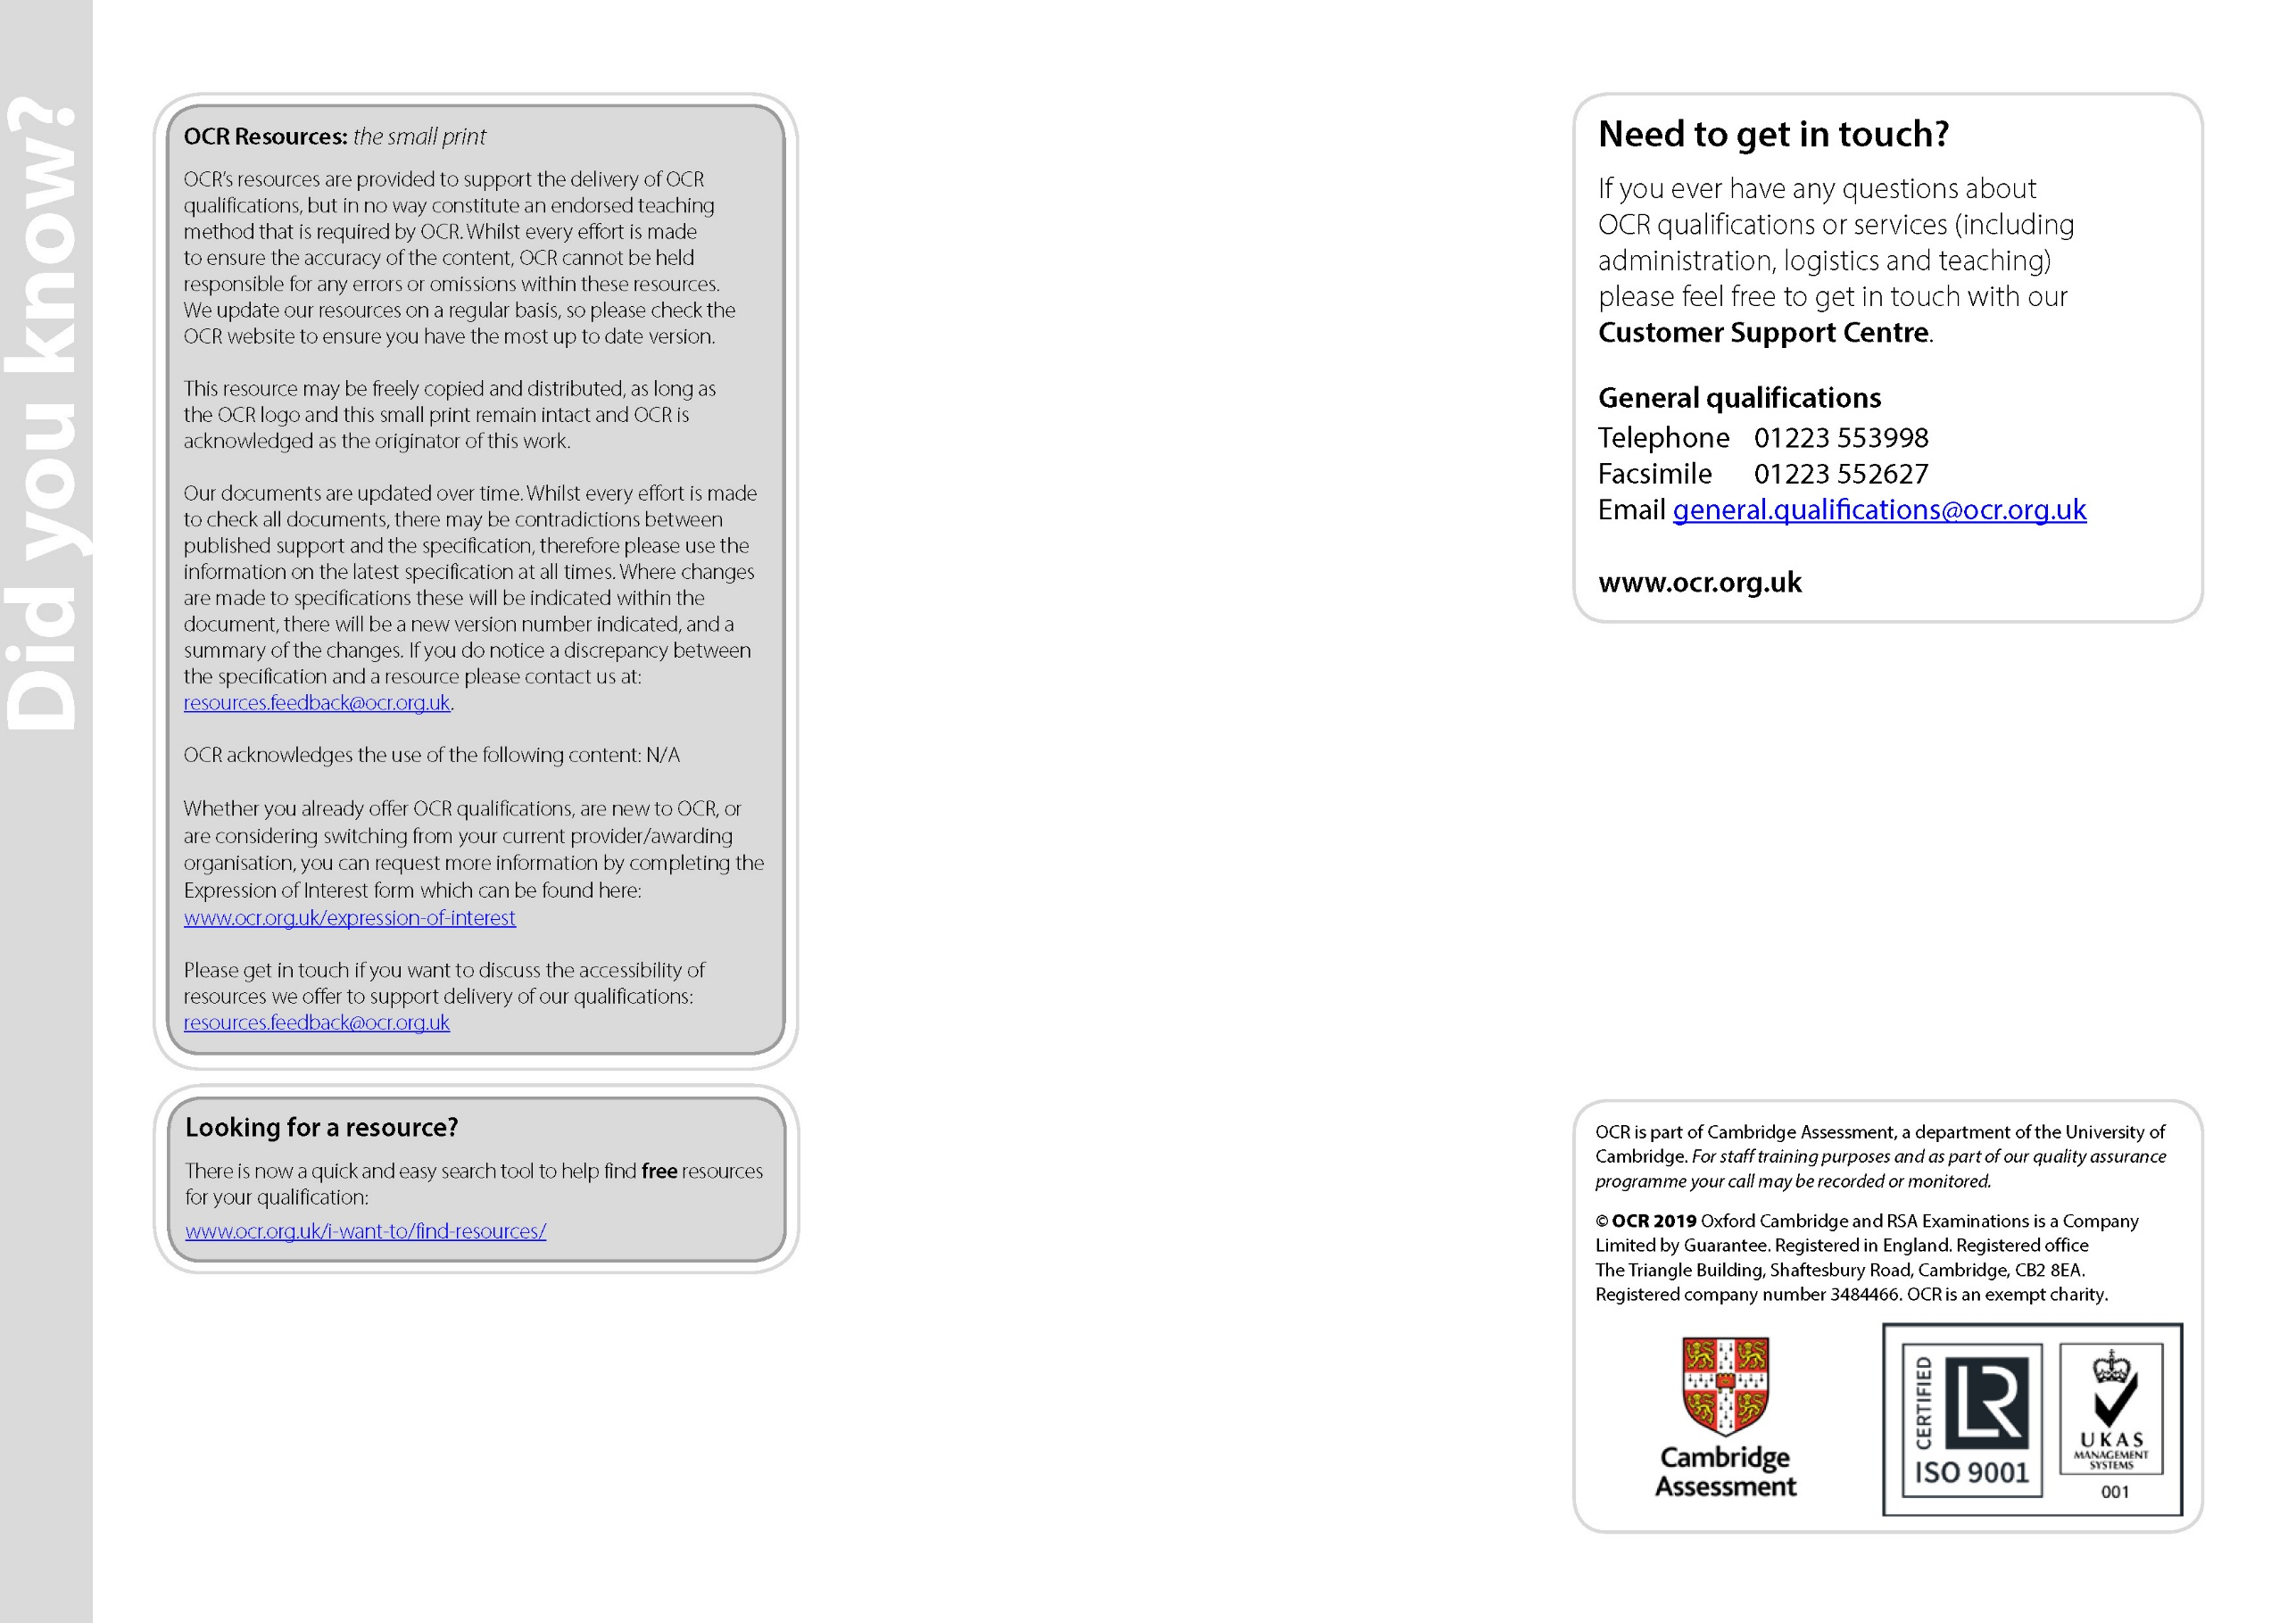 Did you know?
OCR Resources: the small print
OCR's resources are provided to support the delivery of OCR
qualifications, but in no way constitute an endorsed teaching
method that is required by OCR. Whilst every effort is made
to ensure the accuracy of the content, OCR cannot be held
responsible for any errors or omissions within these resources.
We update our resources on a regular basis, so please check the
OCR website to ensure you have the most up to date version.
This resource may be freely copied and distributed, as long as
the OCR logo and this small print remain intact and OCR is
acknowledged as the originator of this work.
Our documents are updated over time. Whilst every effort is made
to check all documents, there may be contradictions between
published support and the specification, therefore please use the
information on the latest specification at all times. Where changes
are made to specifications these will be indicated within the
document, there will be a new version number indicated, and a
summary of the changes. If you do notice a discrepancy between
the specification and a resource please contact us at:
resources.feedback@ocr.org.uk.
OCR acknowledges the use of the following content: N/A
Whether you already offer OCR qualifications, are new to OCR, or
are considering switching from your current provider/awarding
organisation, you can request more information by completing the
Expression of Interest form which can be found here:
www.ocr.org.uk/expression-of-interest
Please get in touch if you want to discuss the accessibility of
resources we offer to support delivery of our qualifications:
resources.feedback@ocr.org.uk
Looking for a resource?
There is now a quick and easy search tool to help find free resources
for your qualification:
www.ocr.org.uk/i-want-to/find-resources/
Need to get in touch?
If you ever have any questions about
OCR qualifications or services (including
administration, logistics and teaching)
please feel free to get in touch with our
Customer Support Centre.
General qualifications
Telephone 01223 553998
Facsimile 01223 552627
Email general.qualifications@ocr.org.uk
www.ocr.org.uk
OCR is part of Cambridge Assessment, a department of the University of
Cambridge. For staff training purposes and as part of our quality assurance
programme your call may be recorded or monitored.
© OCR 2019 Oxford Cambridge and RSA Examinations is a Company
Limited by Guarantee. Registered in England. Registered office
The Triangle Building, Shaftesbury Road, Cambridge, CB2 8EA.
Registered company number 3484466. OCR is an exempt charity.
Cambridge
Assessment
CERTIFIED
LR
ISO 9001
UKAS
MANAGEMENT
SYSTEMS
001